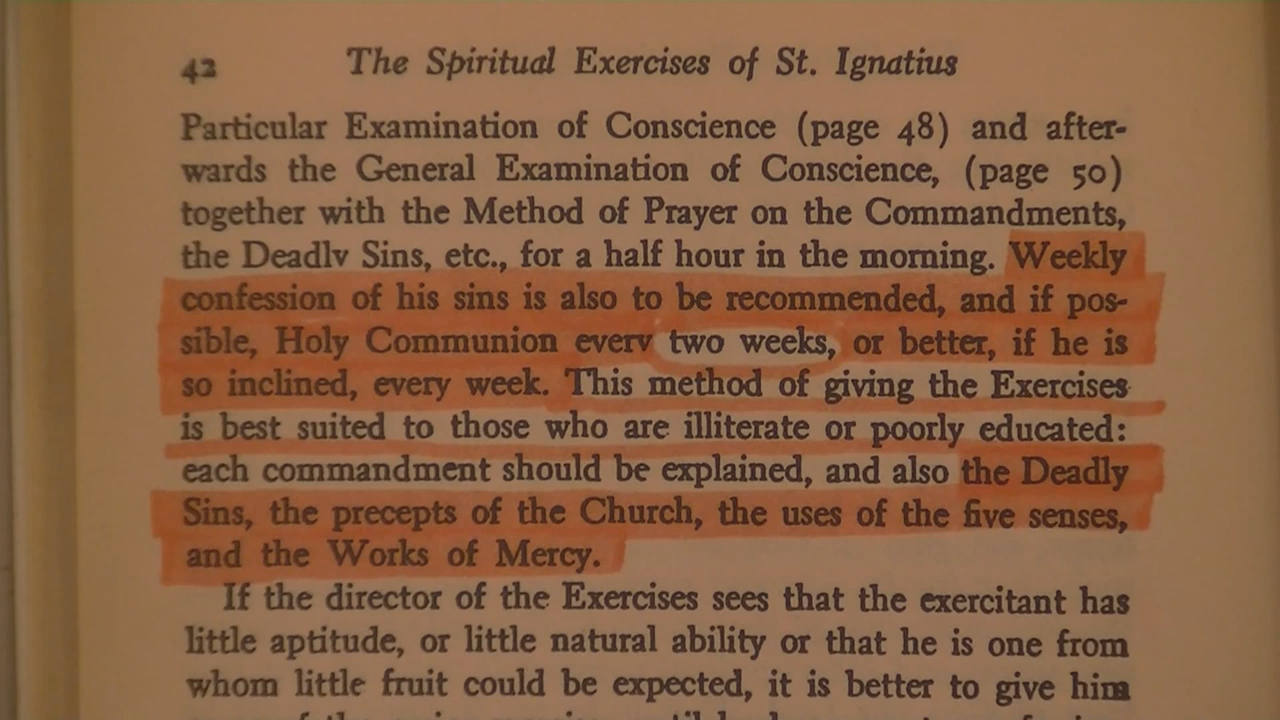 42 The Spiritual Exercises of St. Ignatius
Particular Examination of Conscience (page 48) and after-
wards the General Examination of Conscience, (page 50)
together with the Method of Prayer on the Commandments,
the Deadly Sins, etc., for a half hour in the morning. Weekly
confession of his sins is also to be recommended, and if pos-
sible, Holy Communion every two weeks, or better, if he is
so inclined, every week. This method of giving the Exercises
is best suited to those who are illiterate or poorly educated:
each commandment should be explained, and also the Deadly
Sins, the precepts of the Church, the uses of the five senses,
and the Works of Mercy.
If the director of the Exercises sees that the exercitant has
little aptitude, or little natural ability or that he is one from
whom little fruit could be expected, it is better to give him